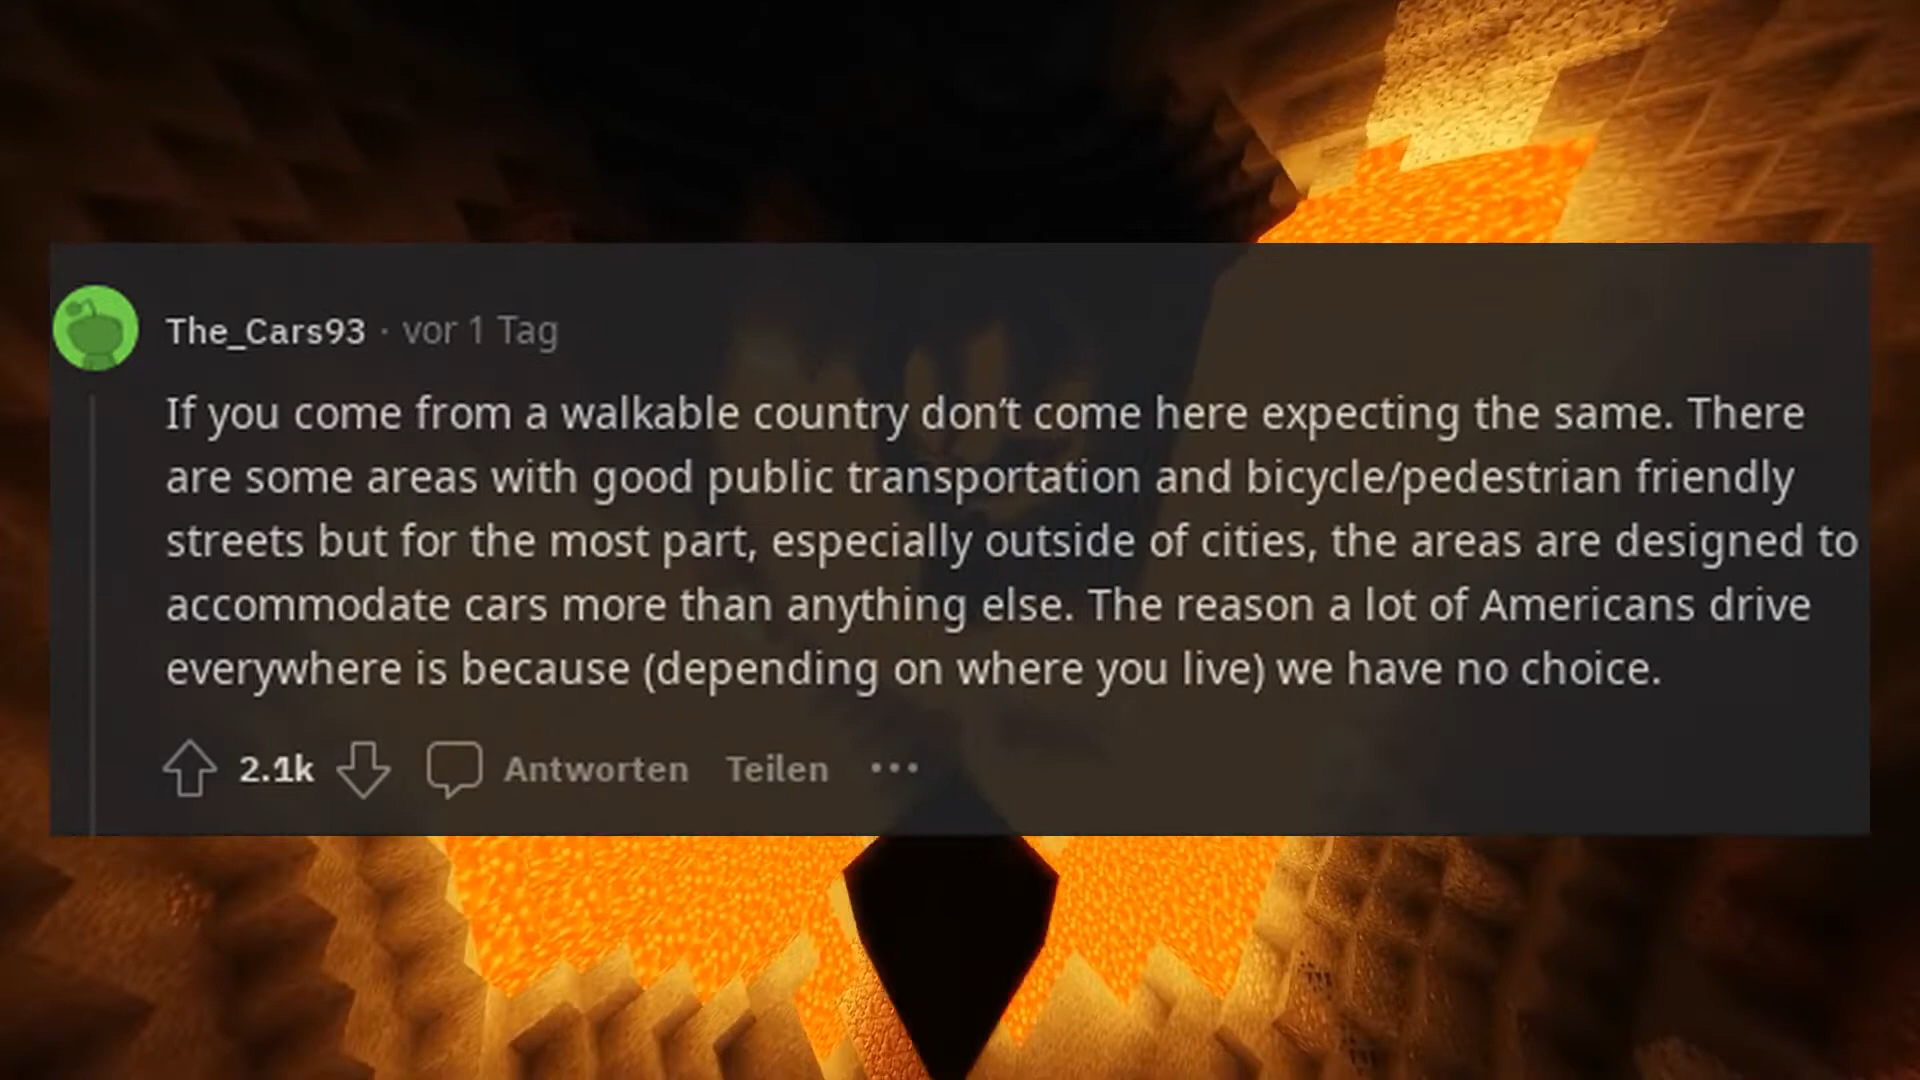 The_Cars93 · vor 1 Tag
If you come from a walkable country don't come here expecting the same. There
are some areas with good public transportation and bicycle/pedestrian friendly
streets but for the most part, especially outside of cities, the areas are designed to
accommodate cars more than anything else. The reason a lot of Americans drive
everywhere is because (depending on where you live) we have no choice.
2.1k Antworten Teilen ···